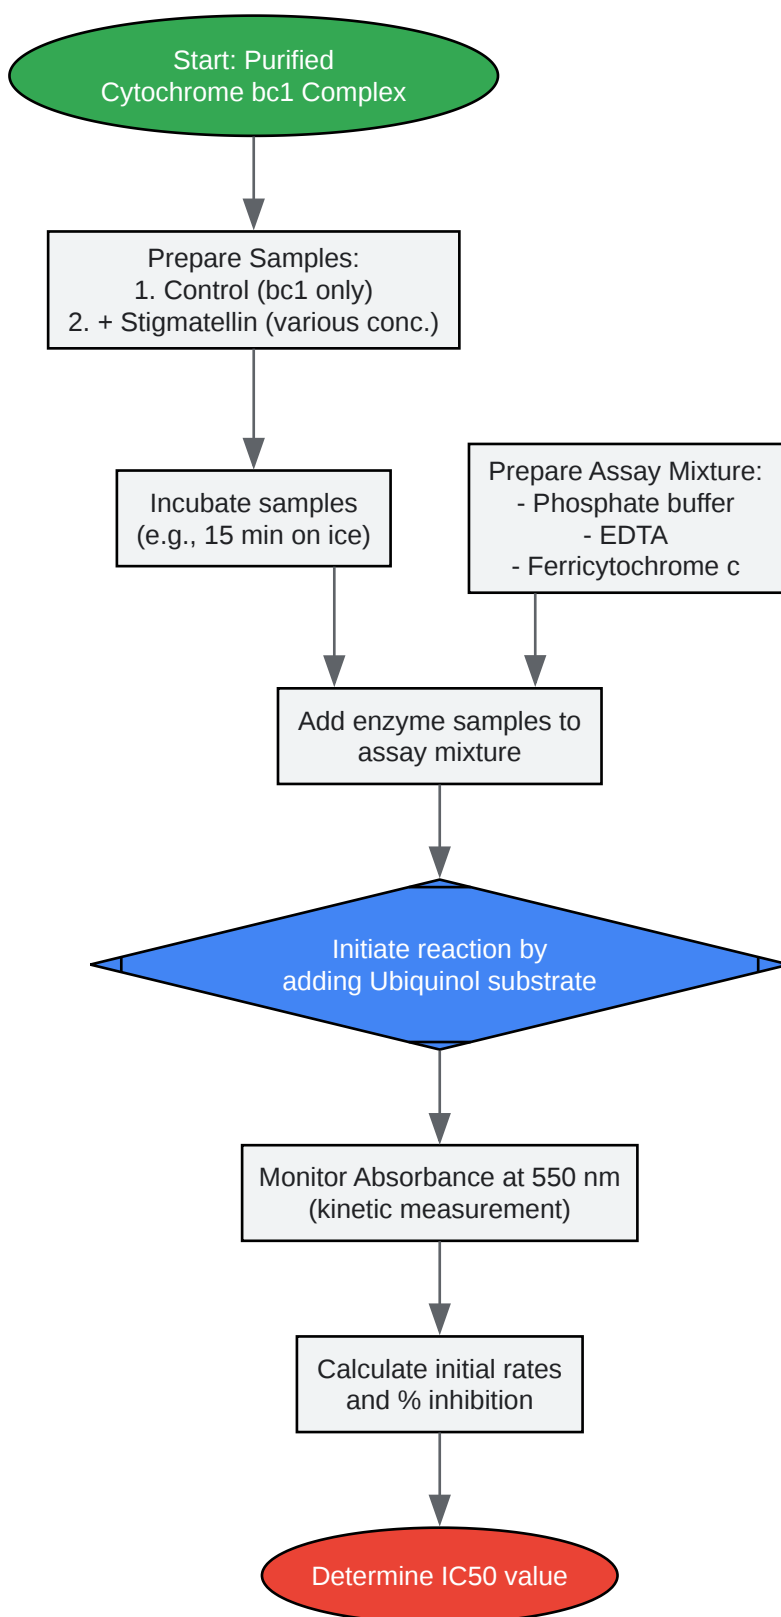 Start: Purified
Cytochrome bc1 Complex
Prepare Samples:
1. Control (bc1 only)
2. + Stigmatellin (various conc.)
Incubate samples
(e.g., 15 min on ice)
Prepare Assay Mixture:
- Phosphate buffer
- EDTA
- Ferricytochrome c
Add enzyme samples to
assay mixture
Initiate reaction by
adding Ubiquinol substrate
Monitor Absorbance at 550 nm
(kinetic measurement)
Calculate initial rates
and % inhibition
Determine IC50 value